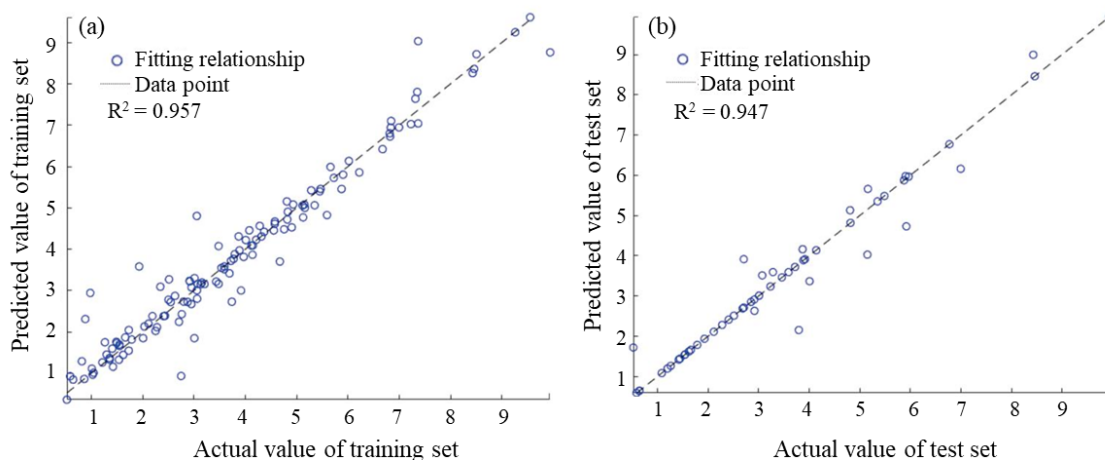 (a)
Fitting relationship
Data point
R² = 0.957
Predicted value of training set
9
8
7
6
5
4
3
2
1
1 2 3 4 5 6 7 8 9
Actual value of training set
(b)
Fitting relationship
Data point
R² = 0.947
Predicted value of test set
9
8
7
6
5
4
3
2
1
1 2 3 4 5 6 7 8 9
Actual value of test set